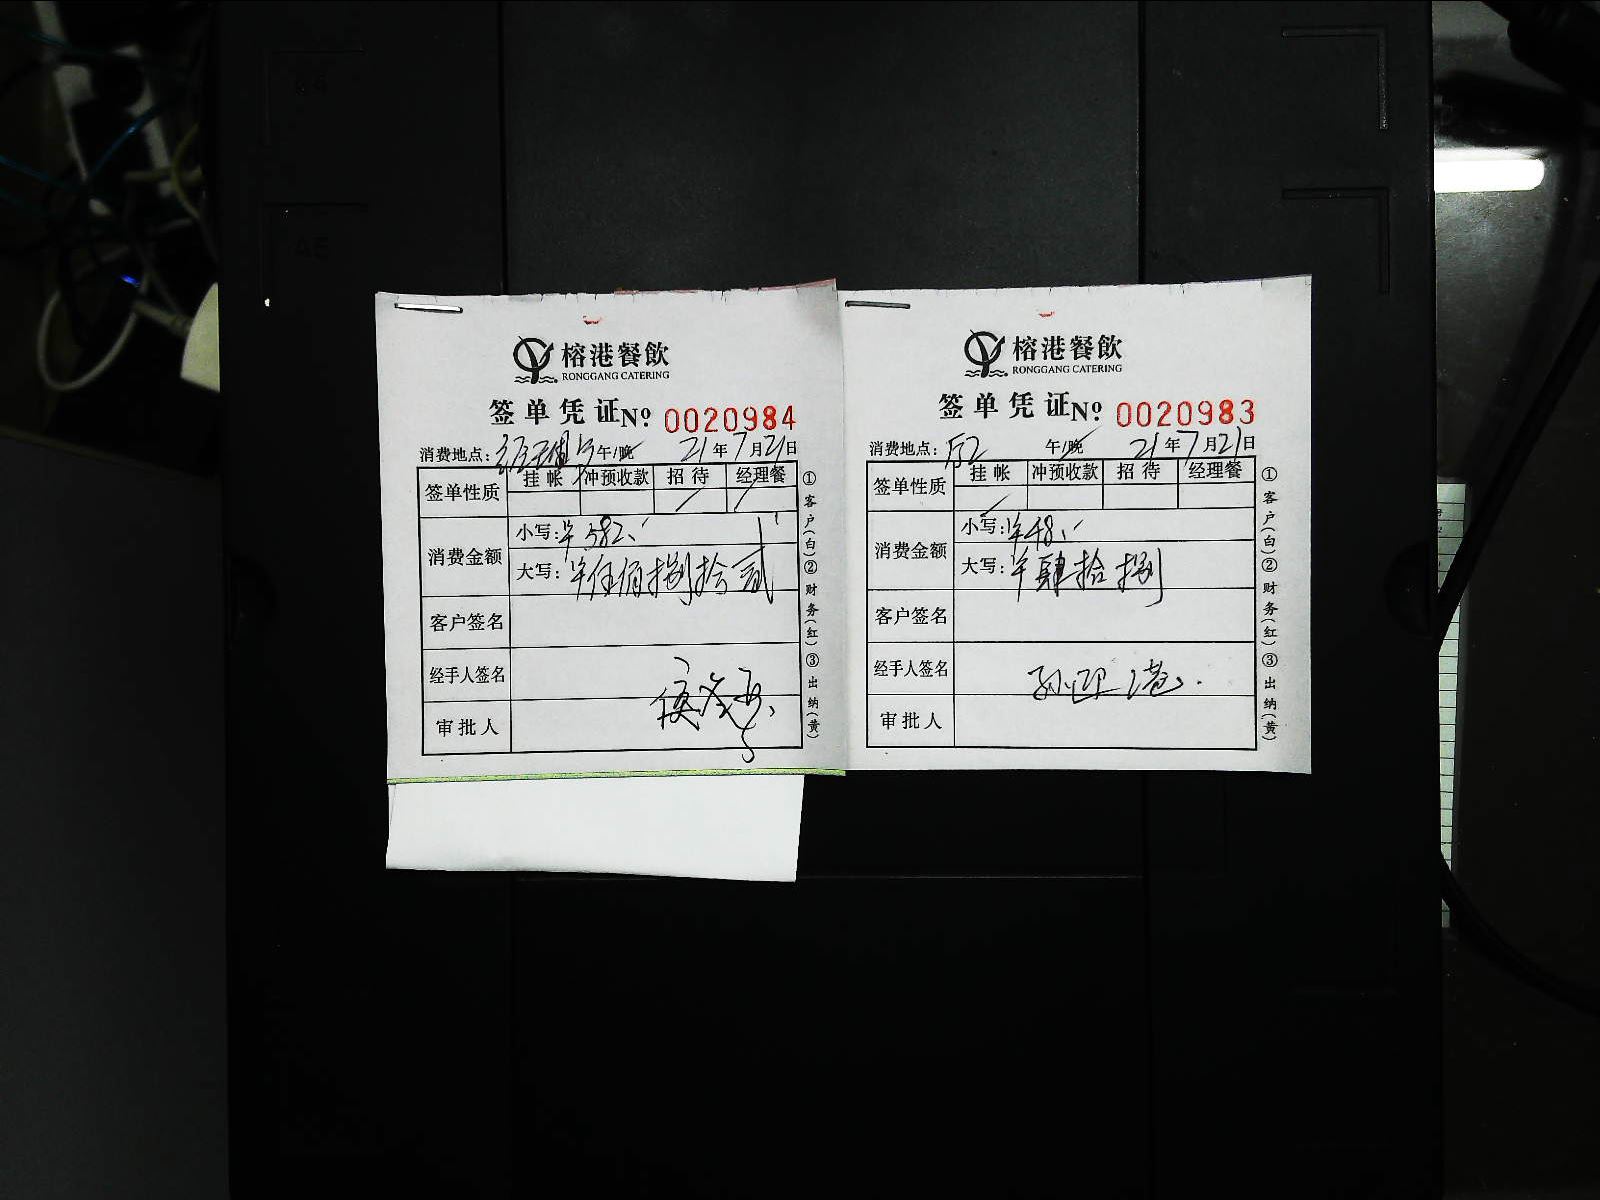 A4
A5
榕港餐飲
RONGGANG CATERING
签单凭证 No. 0020984
消费地点: 午/晚 21年7月21日
签单性质 挂帐 冲预收款 招待 经理餐
消费金额
小写:¥582
大写:¥伍佰捌拾贰
客户签名
经手人签名
审批人
①客户(白)②财务(红)③出纳(黄)
榕港餐飲
RONGGANG CATERING
签单凭证 No. 0020983
消费地点: 午/晚 21年7月21日
签单性质 挂帐 冲预收款 招待 经理餐
消费金额
小写:¥48
大写:¥肆拾捌
客户签名
经手人签名
审批人
①客户(白)②财务(红)③出纳(黄)